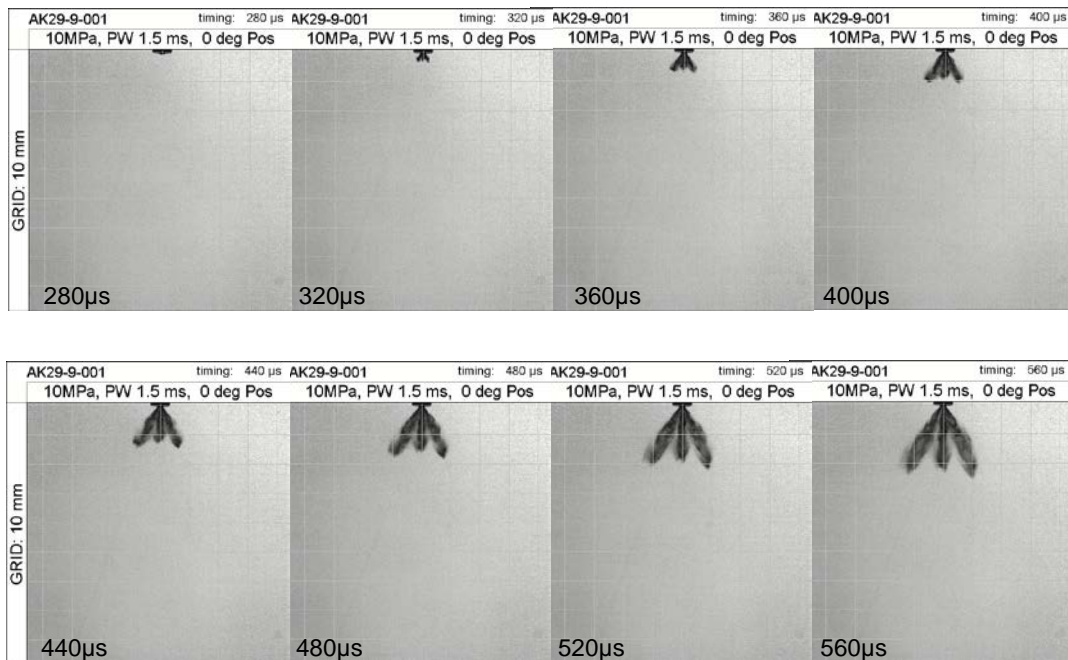 AK29-9-001 timing: 280 µs AK29-9-001 timing: 320 µs AK29-9-001 timing: 360 µs AK29-9-001 timing: 400 µs
10MPa, PW 1.5 ms, 0 deg Pos 10MPa, PW 1.5 ms, 0 deg Pos 10MPa, PW 1.5 ms, 0 deg Pos 10MPa, PW 1.5 ms, 0 deg Pos
GRID: 10 mm
280µs 320µs 360µs 400µs
AK29-9-001 timing: 440 µs AK29-9-001 timing: 480 µs AK29-9-001 timing: 520 µs AK29-9-001 timing: 560 µs
10MPa, PW 1.5 ms, 0 deg Pos 10MPa, PW 1.5 ms, 0 deg Pos 10MPa, PW 1.5 ms, 0 deg Pos 10MPa, PW 1.5 ms, 0 deg Pos
GRID: 10 mm
440µs 480µs 520µs 560µs